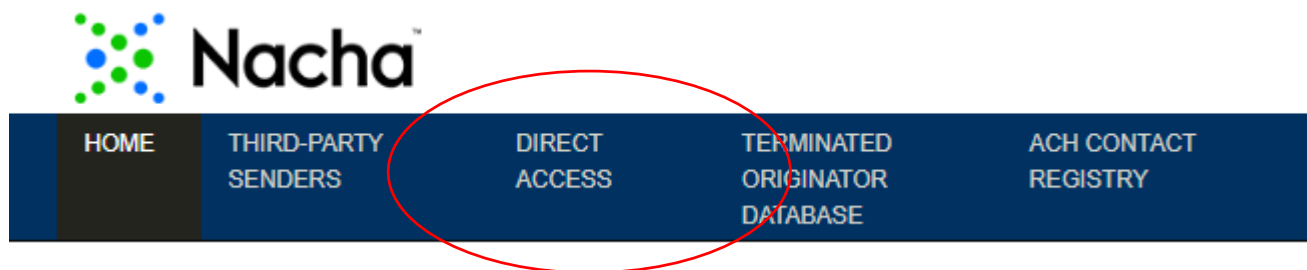 Nacha™
HOME THIRD-PARTY DIRECT TERMINATED ACH CONTACT
SENDERS ACCESS ORIGINATOR REGISTRY
DATABASE